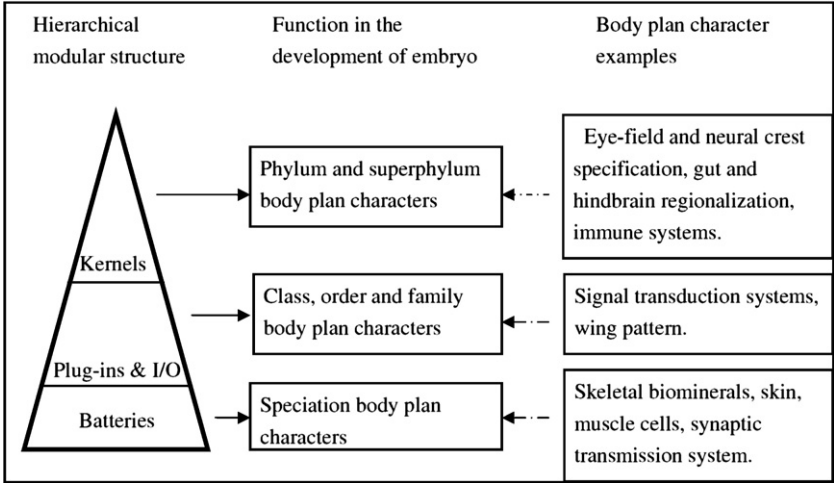 Hierarchical
modular structure
Function in the
development of embryo
Body plan character
examples
Kernels
Plug-ins & I/O
Batteries
Phylum and superphylum
body plan characters
Class, order and family
body plan characters
Speciation body plan
characters
Eye-field and neural crest
specification, gut and
hindbrain regionalization,
immune systems.
Signal transduction systems,
wing pattern.
Skeletal biominerals, skin,
muscle cells, synaptic
transmission system.